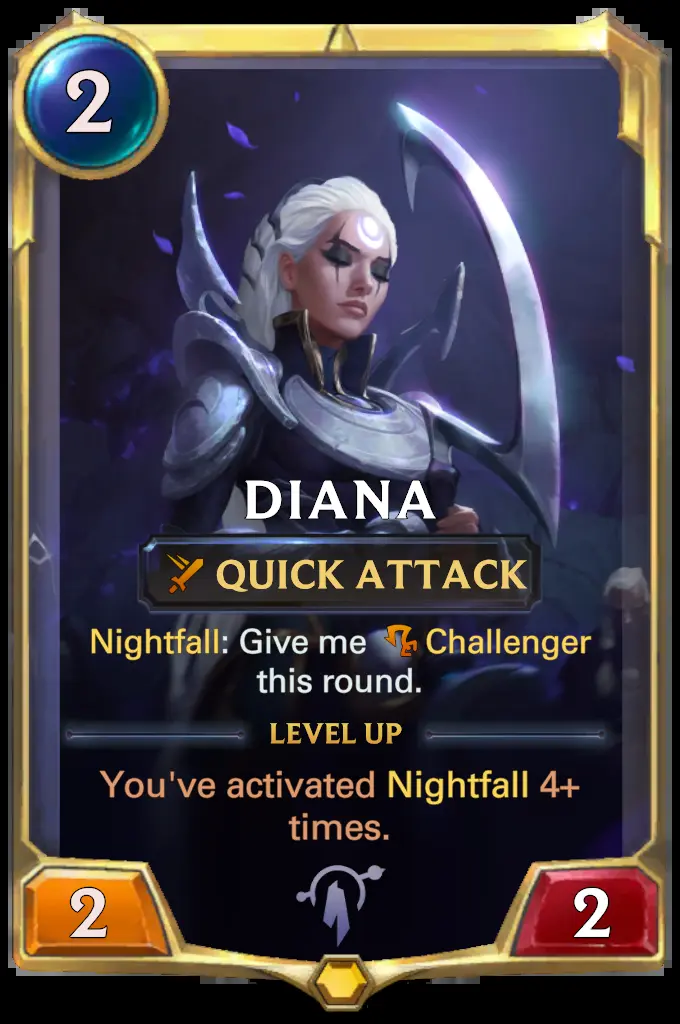 2
DIANA
QUICK ATTACK
Nightfall: Give me Challenger
this round.
LEVEL UP
You've activated Nightfall 4+
times.
2
2